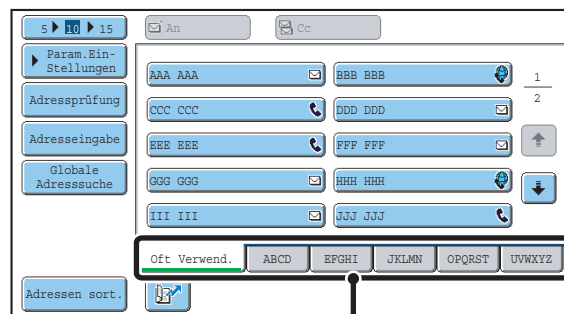 5 10 15
An
Cc
Param.Ein-
Stellungen
Adressprüfung
Adresseingabe
Globale
Adresssuche
AAA AAA
BBB BBB
CCC CCC
DDD DDD
EEE EEE
FFF FFF
GGG GGG
HHH HHH
III III
JJJ JJJ
1
2
Oft Verwend.
ABCD
EFGHI
JKLMN
OPQRST
UVWXYZ
Adressen sort.